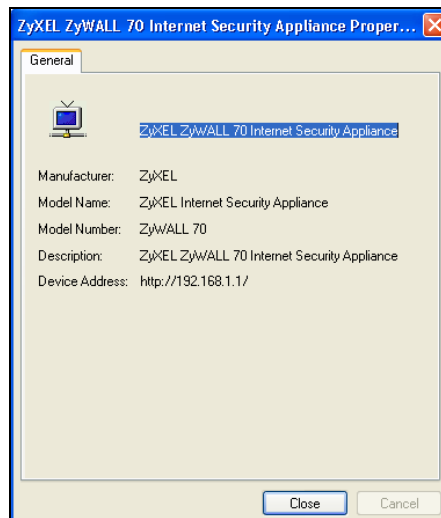 ZyXEL ZyWALL 70 Internet Security Appliance Proper...
General
ZyXEL ZyWALL 70 Internet Security Appliance
Manufacturer: ZyXEL
Model Name: ZyXEL Internet Security Appliance
Model Number: ZyWALL 70
Description: ZyXEL ZyWALL 70 Internet Security Appliance
Device Address: http://192.168.1.1/
Close Cancel